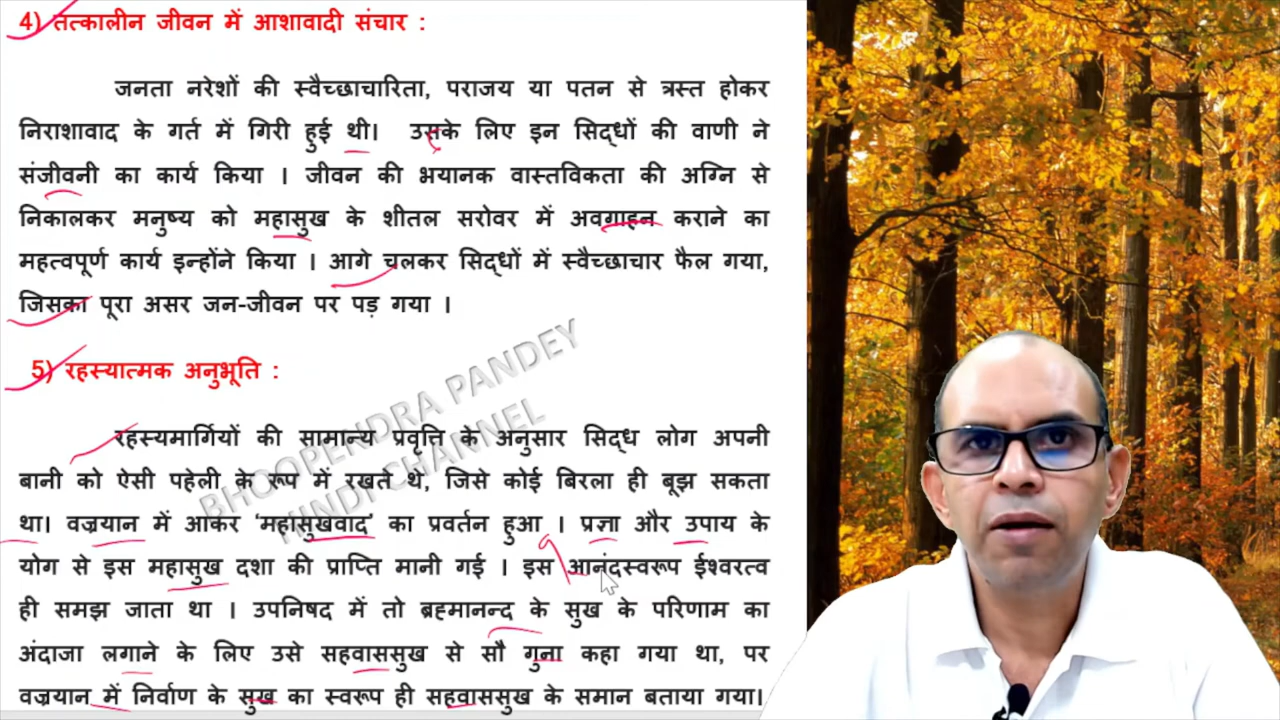 4) तत्कालीन जीवन में आशावादी संचार :
जनता नरेशों की स्वैच्छाचारिता, पराजय या पतन से त्रस्त होकर
निराशावाद के गर्त में गिरी हुई थी। उसके लिए इन सिद्धों की वाणी ने
संजीवनी का कार्य किया । जीवन की भयानक वास्तविकता की अग्नि से
निकालकर मनुष्य को महासुख के शीतल सरोवर में अवगाहन कराने का
महत्वपूर्ण कार्य इन्होंने किया । आगे चलकर सिद्धों में स्वैच्छाचार फैल गया,
जिसका पूरा असर जन-जीवन पर पड़ गया ।
5) रहस्यात्मक अनुभूति :
रहस्यमार्गियों की सामान्य प्रवृत्ति के अनुसार सिद्ध लोग अपनी
बानी को ऐसी पहेली के रूप में रखते थे, जिसे कोई बिरला ही बूझ सकता
था। वज्रयान में आकर ‘महासुखवाद’ का प्रवर्तन हुआ । प्रज्ञा और उपाय के
योग से इस महासुख दशा की प्राप्ति मानी गई । इस आनंदस्वरूप ईश्वरत्व
ही समझ जाता था । उपनिषद में तो ब्रह्मानन्द के सुख के परिणाम का
अंदाजा लगाने के लिए उसे सहवाससुख से सौ गुना कहा गया था, पर
वज्रयान में निर्वाण के सुख का स्वरूप ही सहवाससुख के समान बताया गया।
BHOOPENDRA PANDEY
HINDI CHANNEL